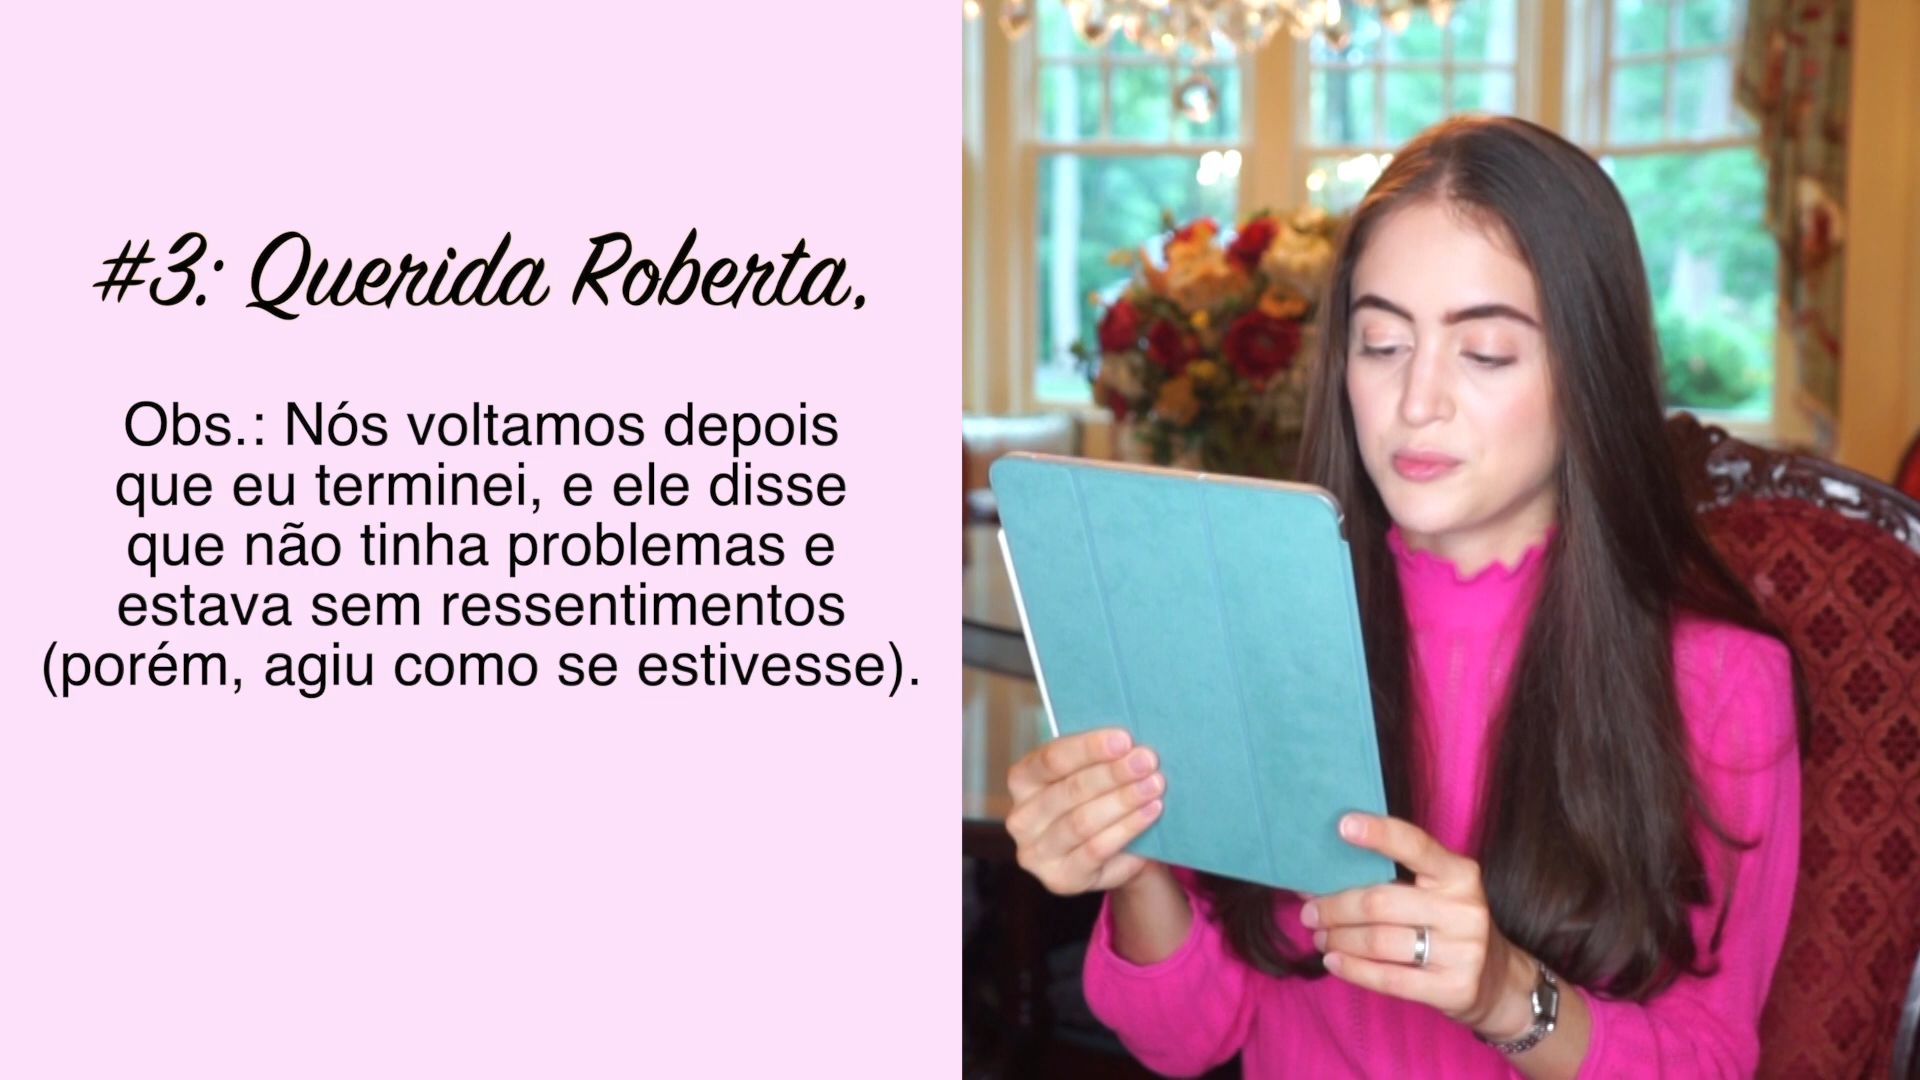 #3: Querida Roberta,
Obs.: Nós voltamos depois
que eu terminei, e ele disse
que não tinha problemas e
estava sem ressentimentos
(porém, agiu como se estivesse).